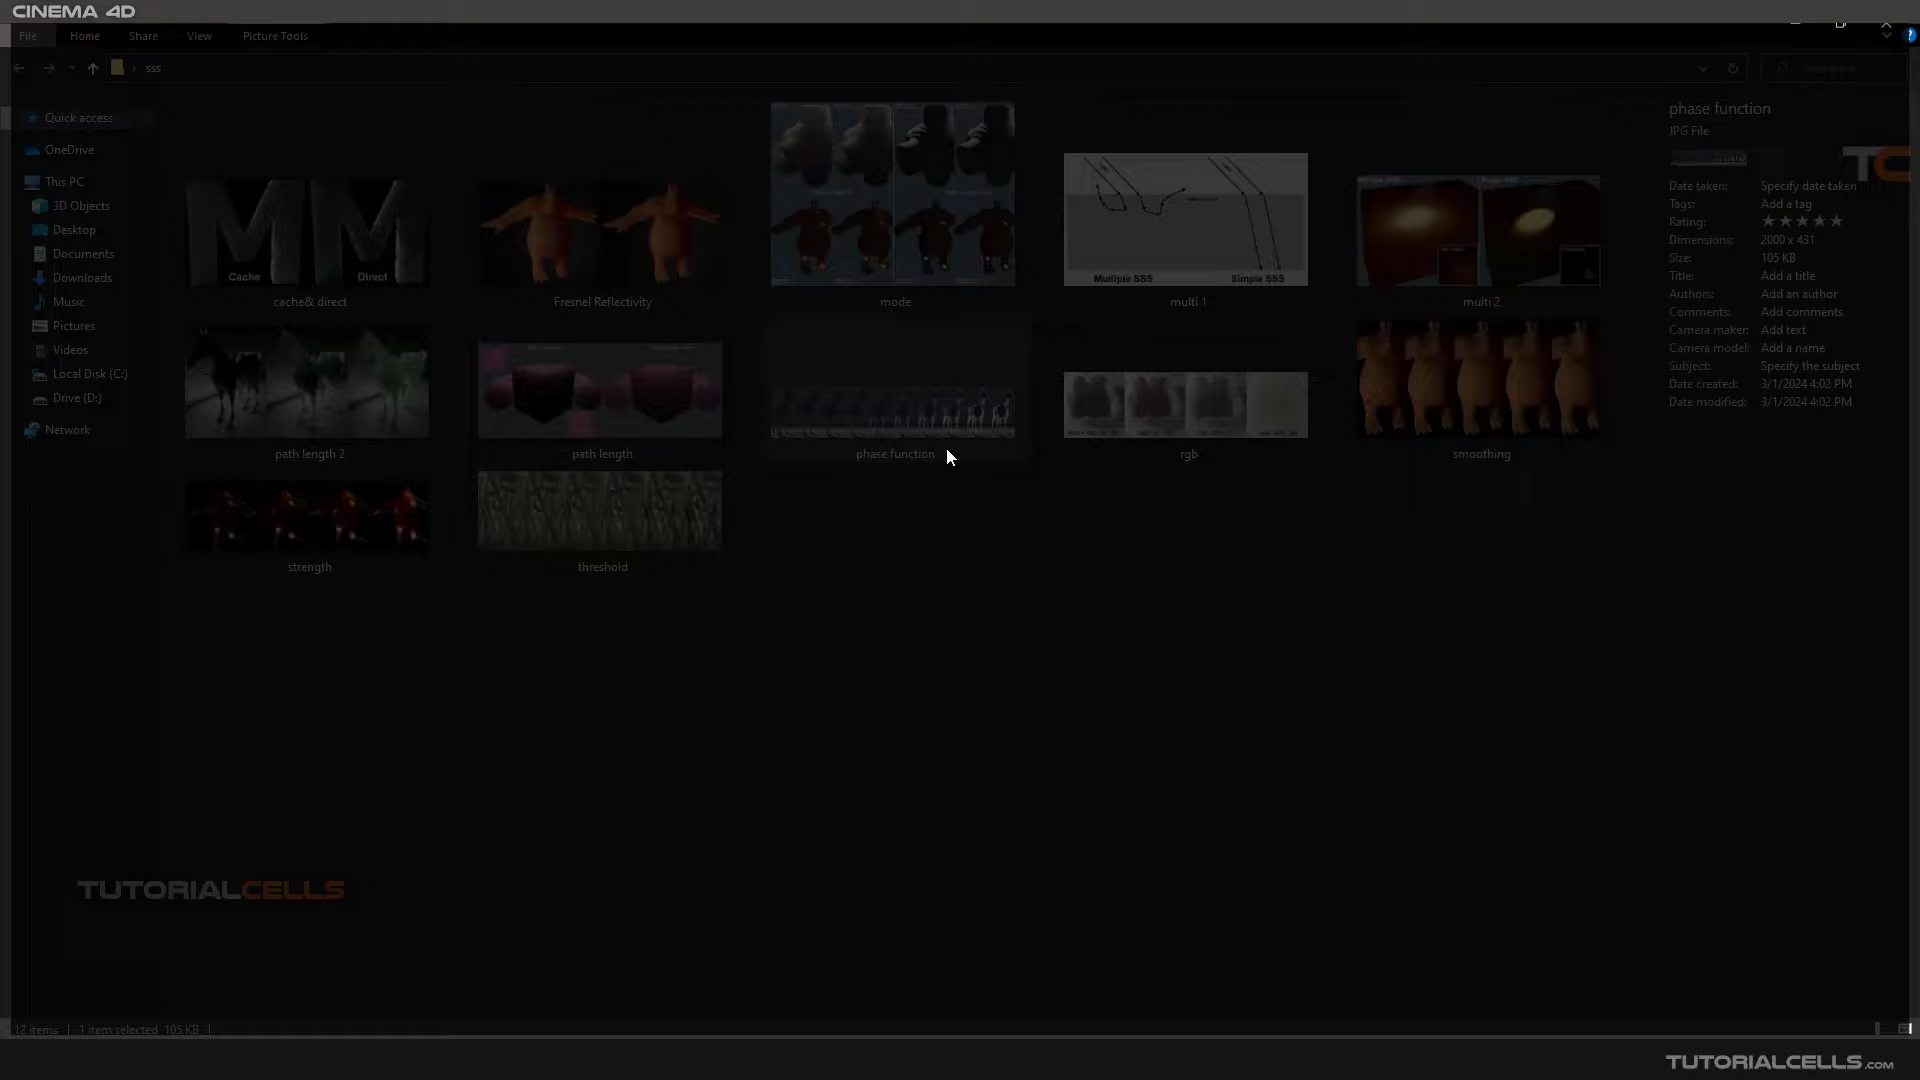 CINEMA 4D
File Home Share View Picture Tools
sss
Quick access
OneDrive
This PC
3D Objects
Desktop
Documents
Downloads
Music
Pictures
Videos
Local Disk (C:)
Drive (D:)
Network
Cache Direct
cache& direct
Fresnel Reflectivity
mode
Mutliple SSS Simple SSS
multi 1
multi 2
path length 2
path length
phase function
rgb
smoothing
strength
threshold
phase function
JPG File
TC
Date taken: Specify date taken
Tags: Add a tag
Rating: ★★★★★
Dimensions: 2000 x 431
Size: 105 KB
Title: Add a title
Authors: Add an author
Comments: Add comments
Camera maker: Add text
Camera model: Add a name
Subject: Specify the subject
Date created: 3/1/2024 4:02 PM
Date modified: 3/1/2024 4:02 PM
TUTORIALCELLS
12 items 1 item selected 105 KB
TUTORIALCELLS.COM